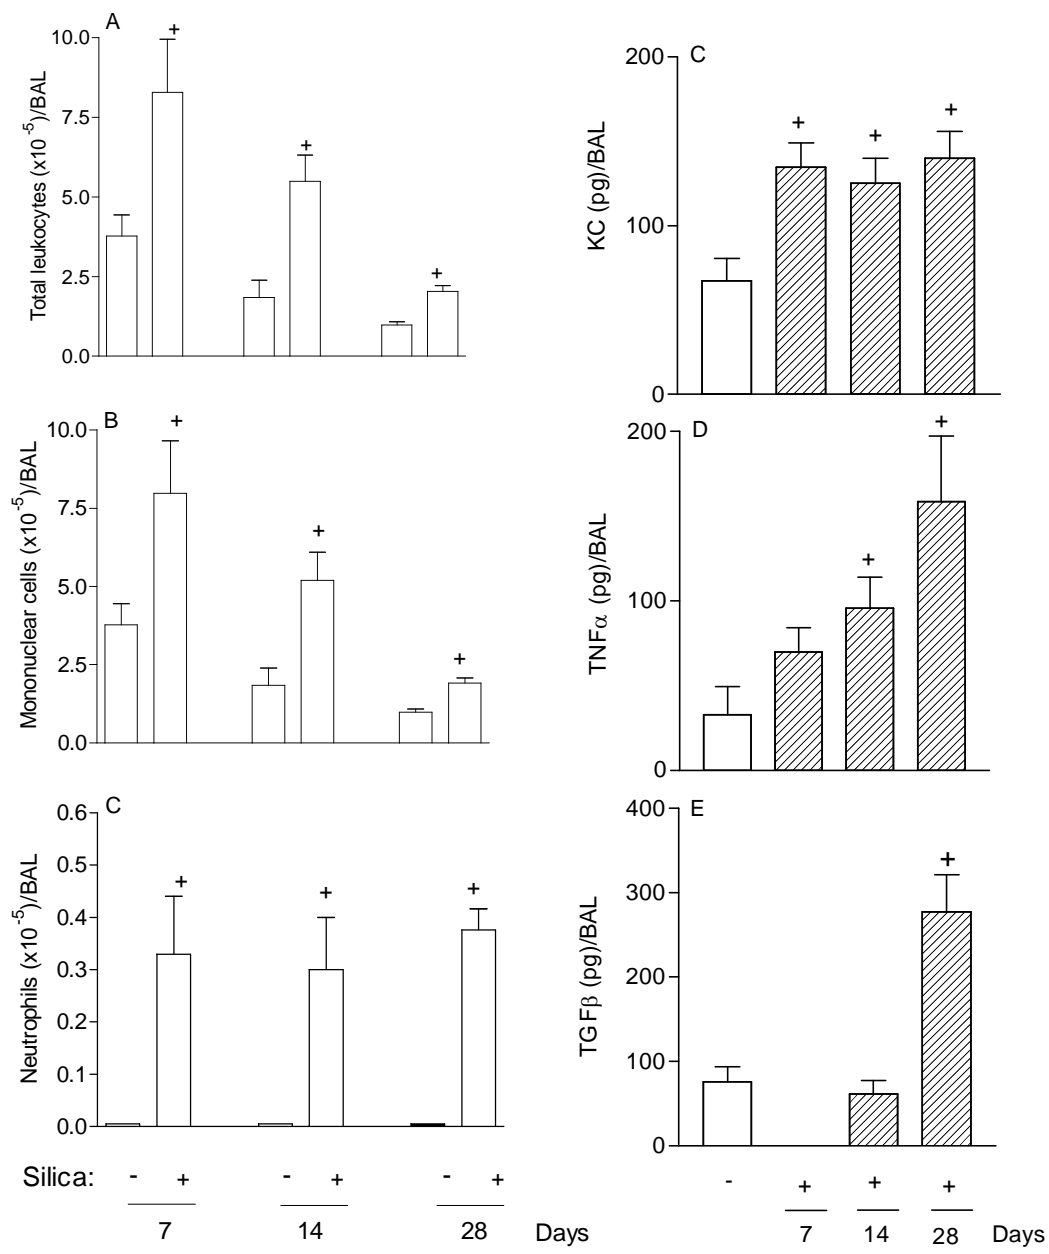 A
Total leukocytes (x10⁻⁵)/BAL
10.0
7.5
5.0
2.5
0.0
+
+
+
B
Mononuclear cells (x10⁻⁵)/BAL
10.0
7.5
5.0
2.5
0.0
+
+
+
C
Neutrophils (x10⁻⁵)/BAL
0.6
0.5
0.4
0.3
0.2
0.1
0.0
+
+
+
Silica: - + - + - +
7 14 28 Days
C
KC (pg)/BAL
200
100
0
+
+
+
D
TNFα (pg)/BAL
200
100
0
+
+
E
TGFβ (pg)/BAL
400
300
200
100
0
+
- + + +
7 14 28 Days